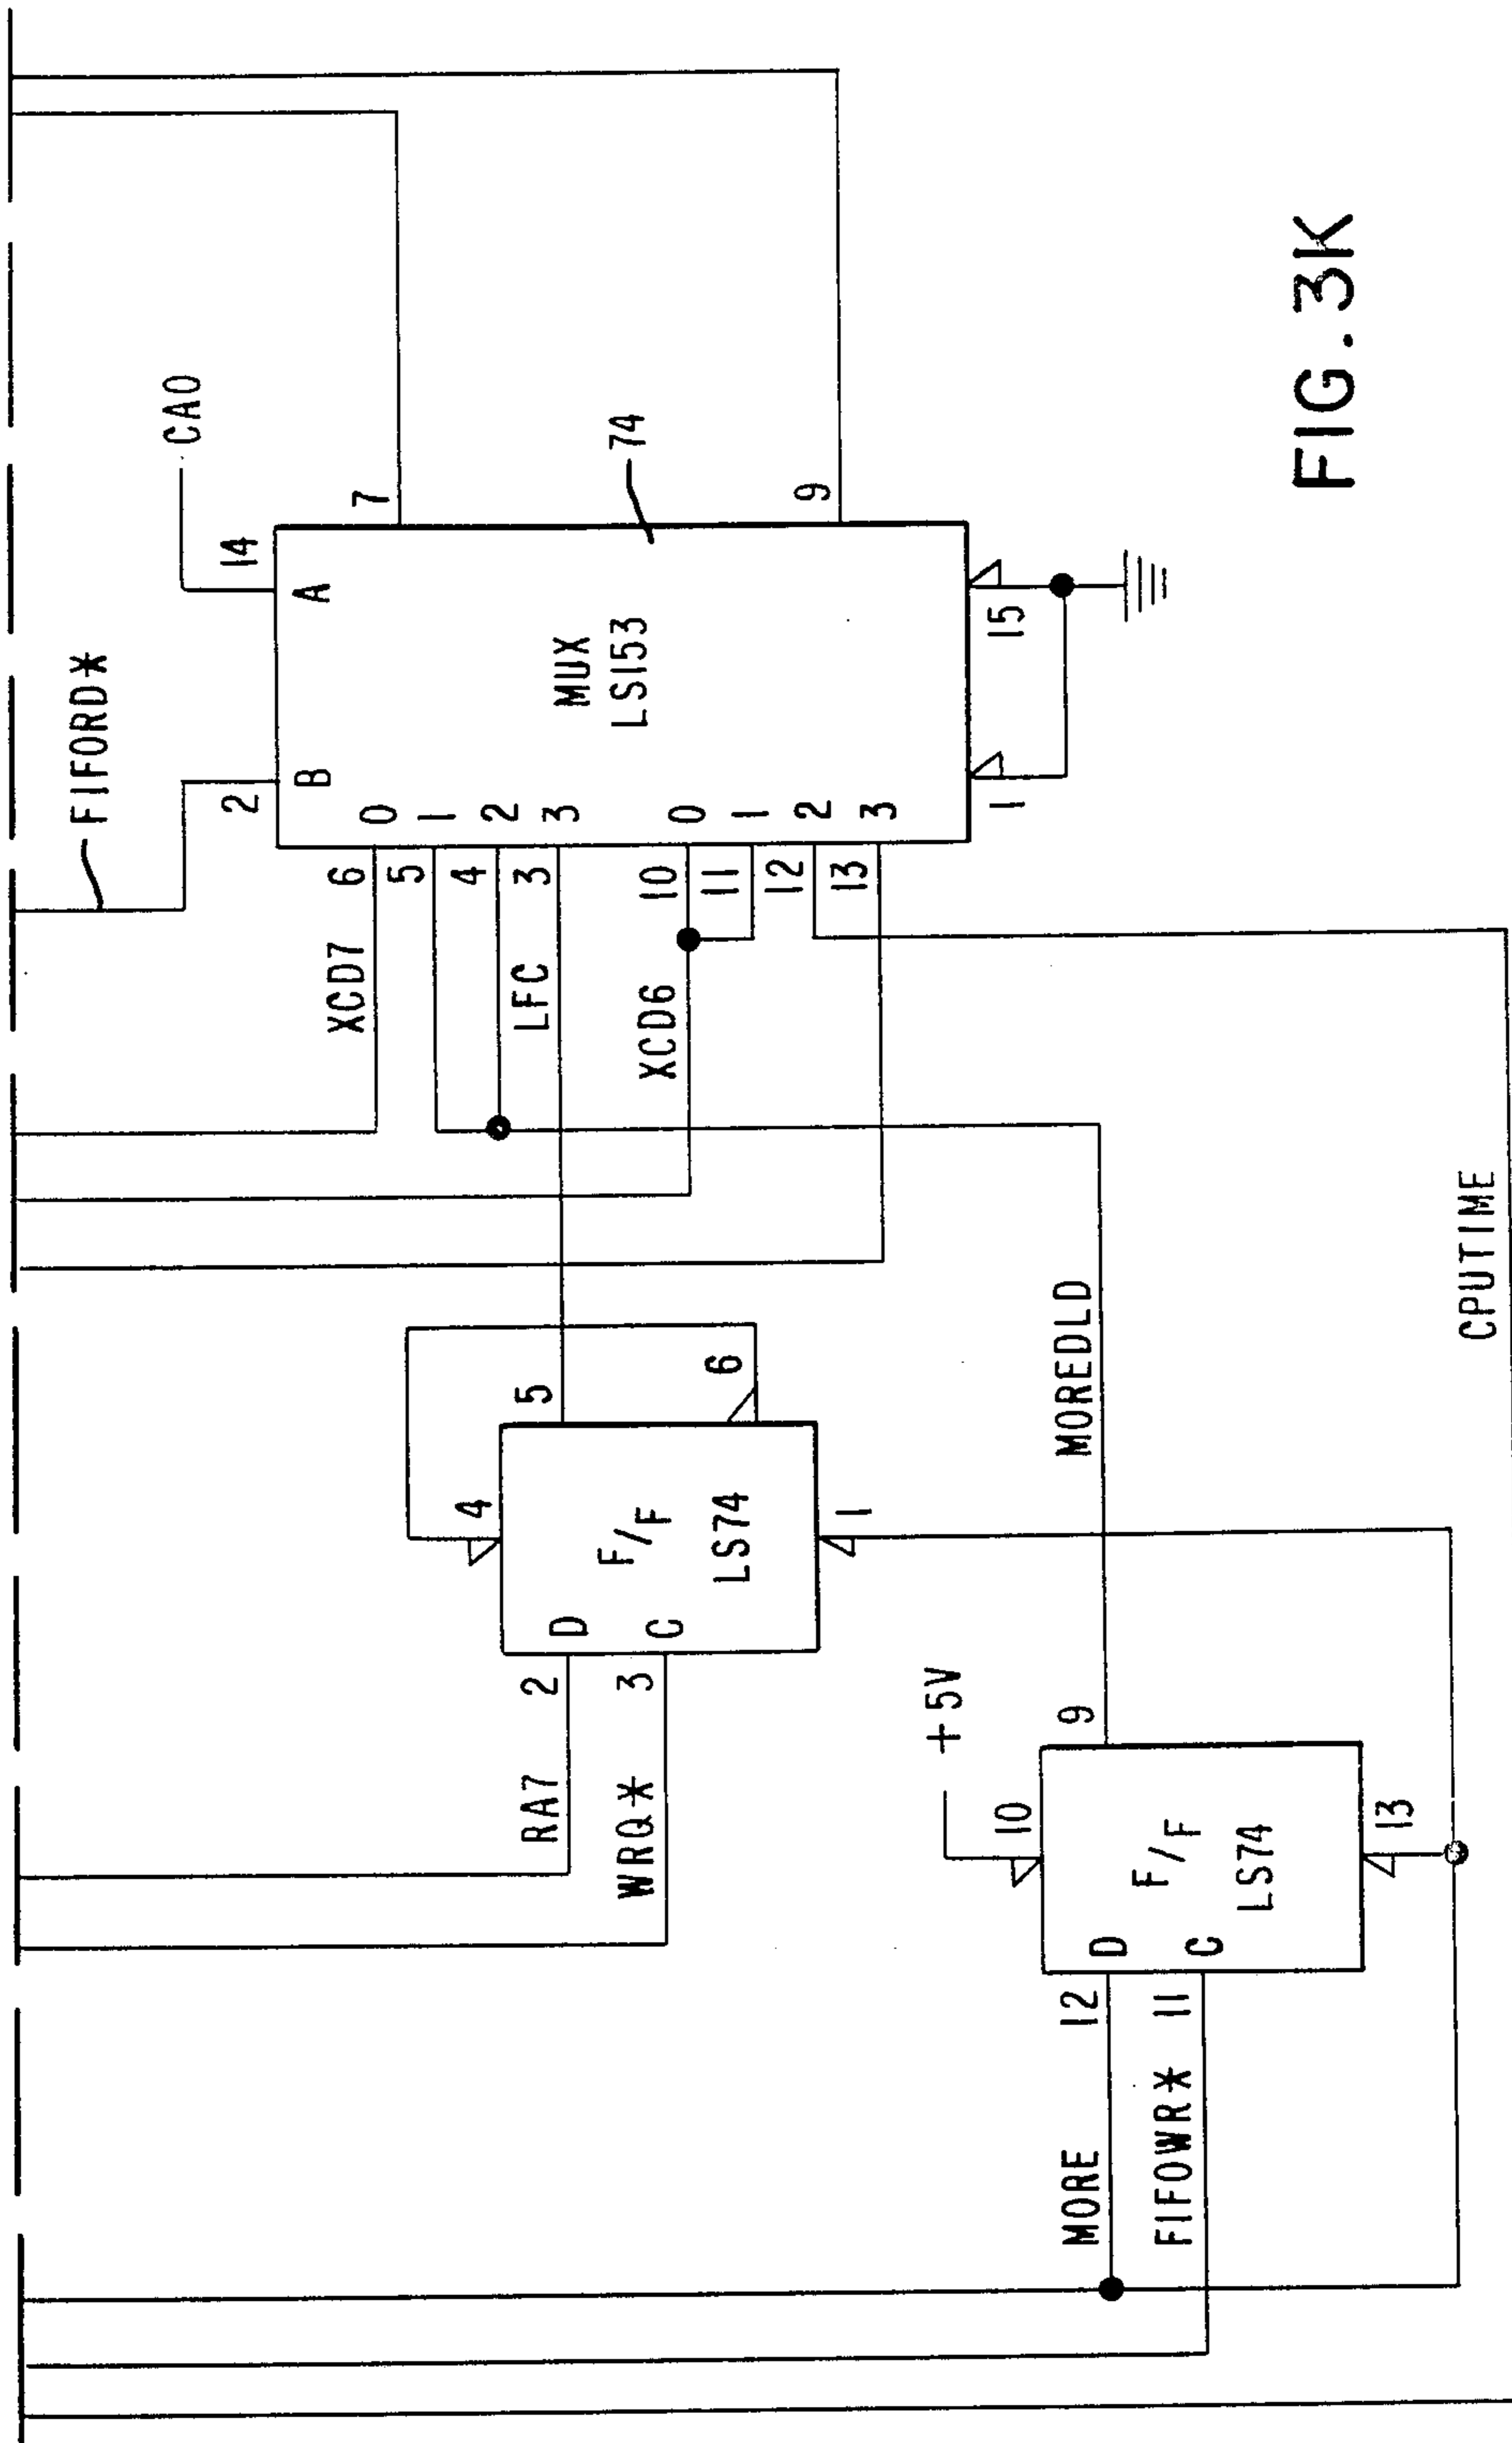 FIFORD*
CA0
2
14
B
A
XCD7
6
0
5
1
4
2
LFC
3
3
7
MUX
LS153
74
XCD6
10
0
11
1
12
2
13
3
9
1
15
RA7
2
D
WRQ*
3
C
4
F/F
LS74
5
6
1
+5V
MORE
12
D
FIFOWR*
11
C
10
F/F
LS74
9
13
MOREDLD
CPUTIME
FIG. 3K